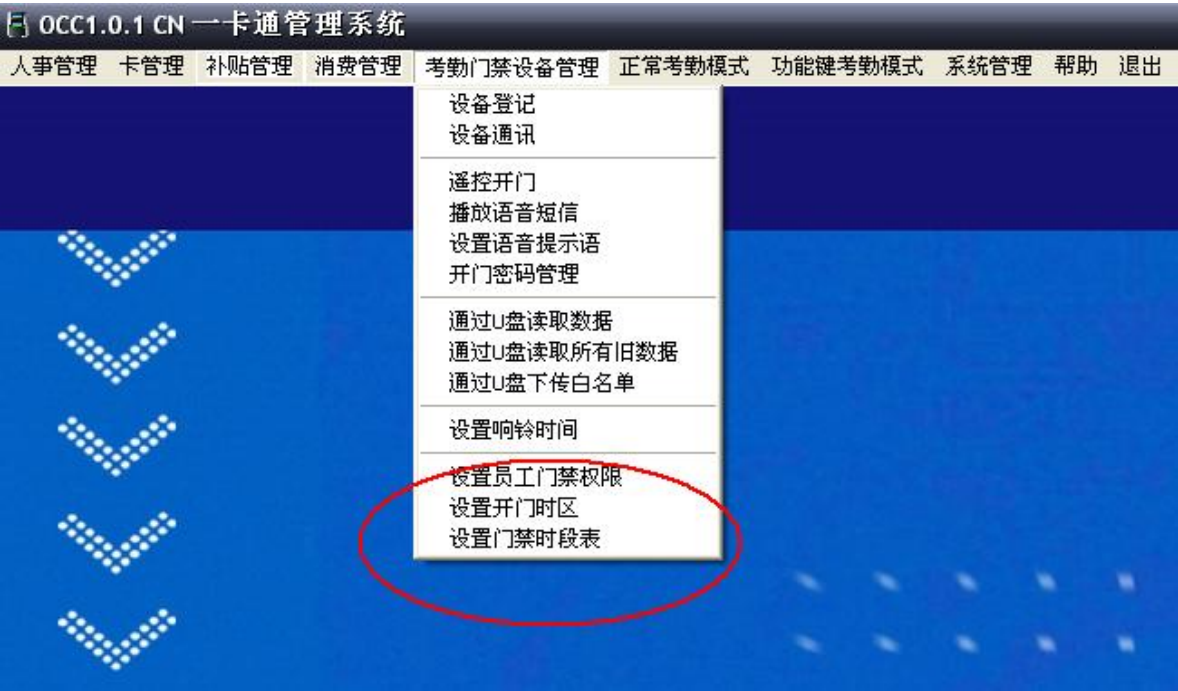 OCC1.0.1 CN 一卡通管理系统
人事管理 卡管理 补贴管理 消费管理 考勤门禁设备管理 正常考勤模式 功能键考勤模式 系统管理 帮助 退出
设备登记
设备通讯
遥控开门
播放语音短信
设置语音提示语
开门密码管理
通过U盘读取数据
通过U盘读取所有旧数据
通过U盘下传白名单
设置响铃时间
设置员工门禁权限
设置开门时区
设置门禁时段表